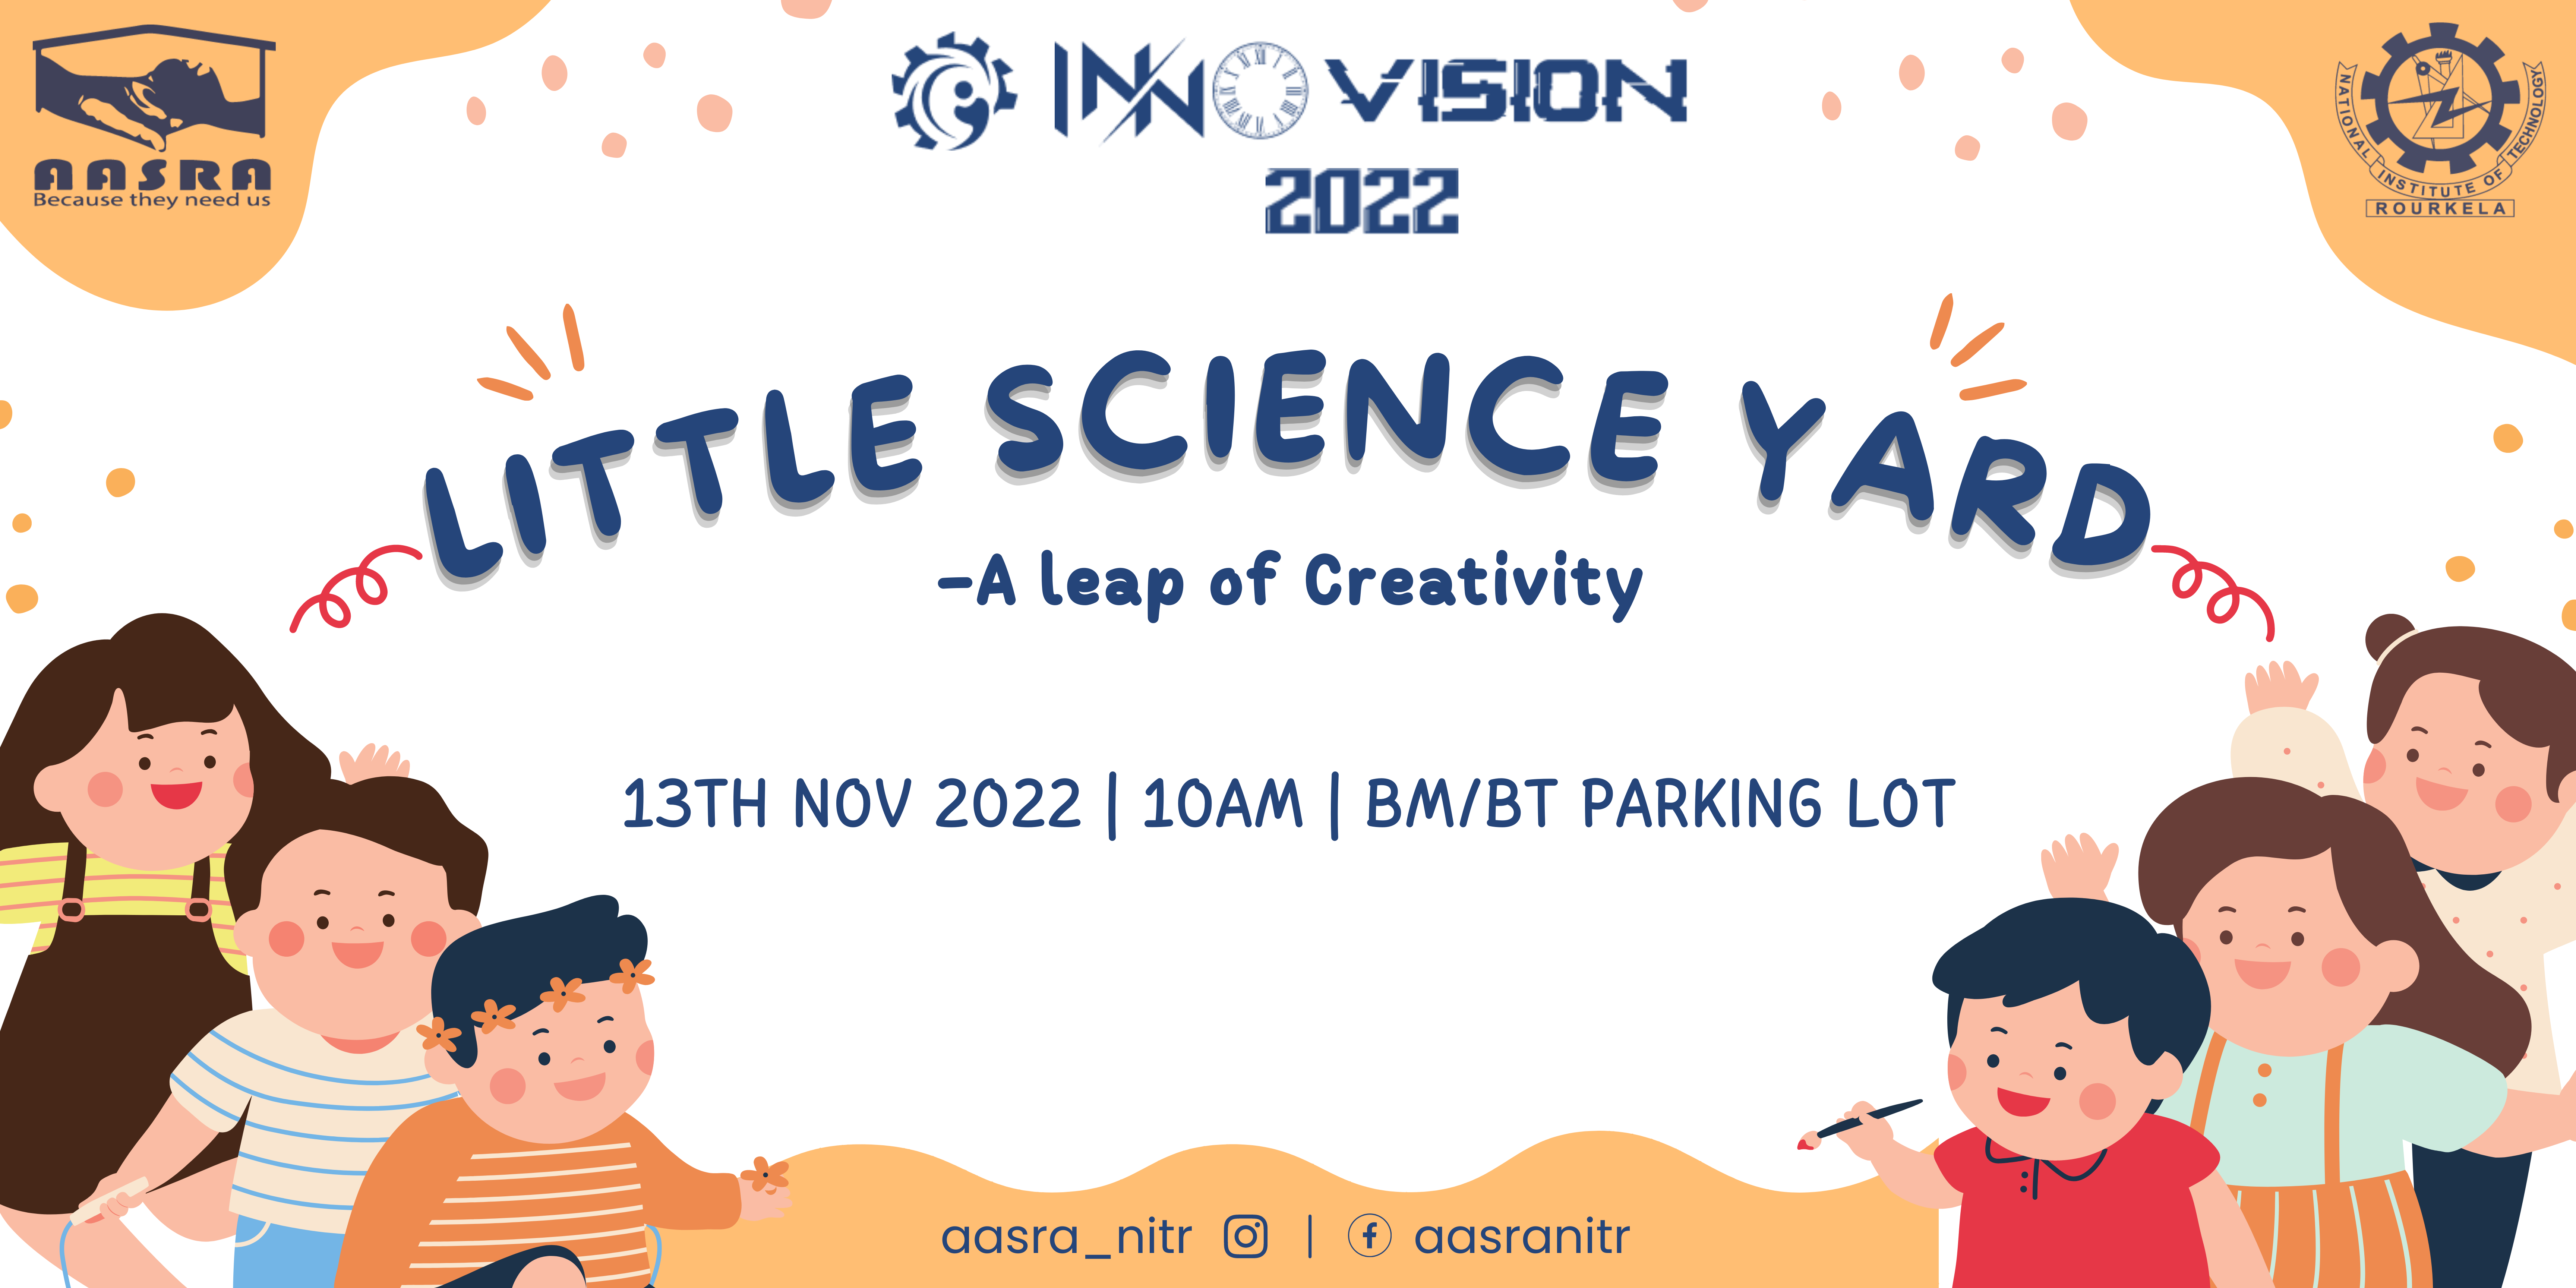 AASRA
Because they need us
INNOVISION
2022
NATIONAL INSTITUTE OF TECHNOLOGY
ROURKELA
LITTLE SCIENCE YARD
-A leap of Creativity
13TH NOV 2022 | 10AM | BM/BT PARKING LOT
aasra_nitr | aasranitr